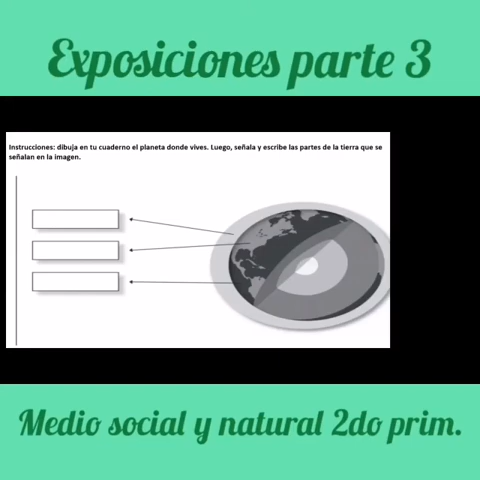 Exposiciones parte 3
Instrucciones: dibuja en tu cuaderno el planeta donde vives. Luego, señala y escribe las partes de la tierra que se
señalan en la imagen.
Medio social y natural 2do prim.